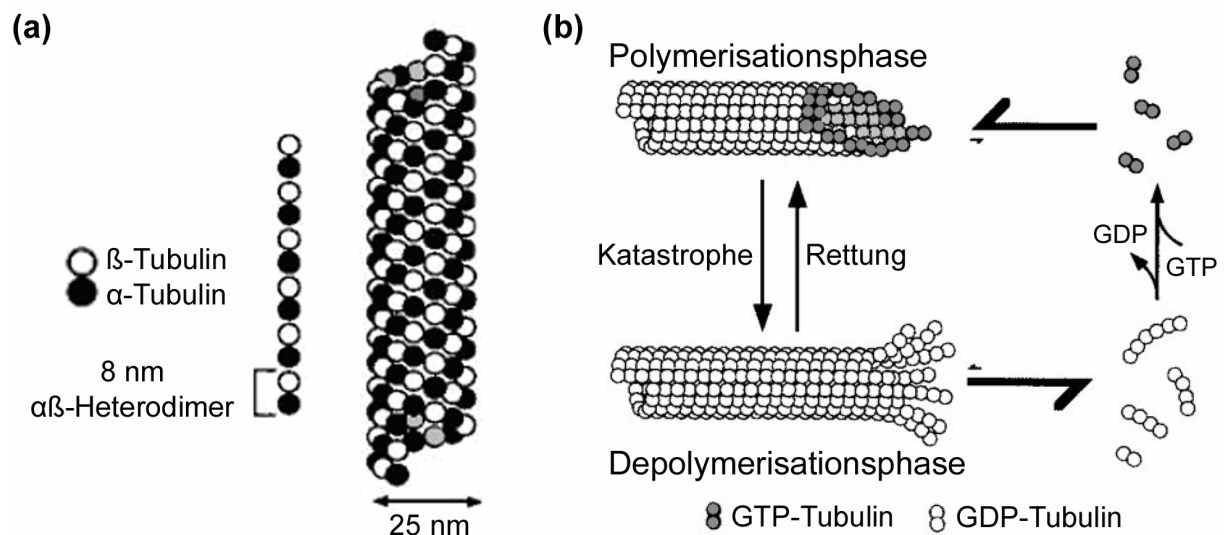 (a)
ß-Tubulin
α-Tubulin
8 nm
αß-Heterodimer
25 nm
(b)
Polymerisationsphase
Katastrophe
Rettung
GDP
GTP
Depolymerisationsphase
GTP-Tubulin
GDP-Tubulin